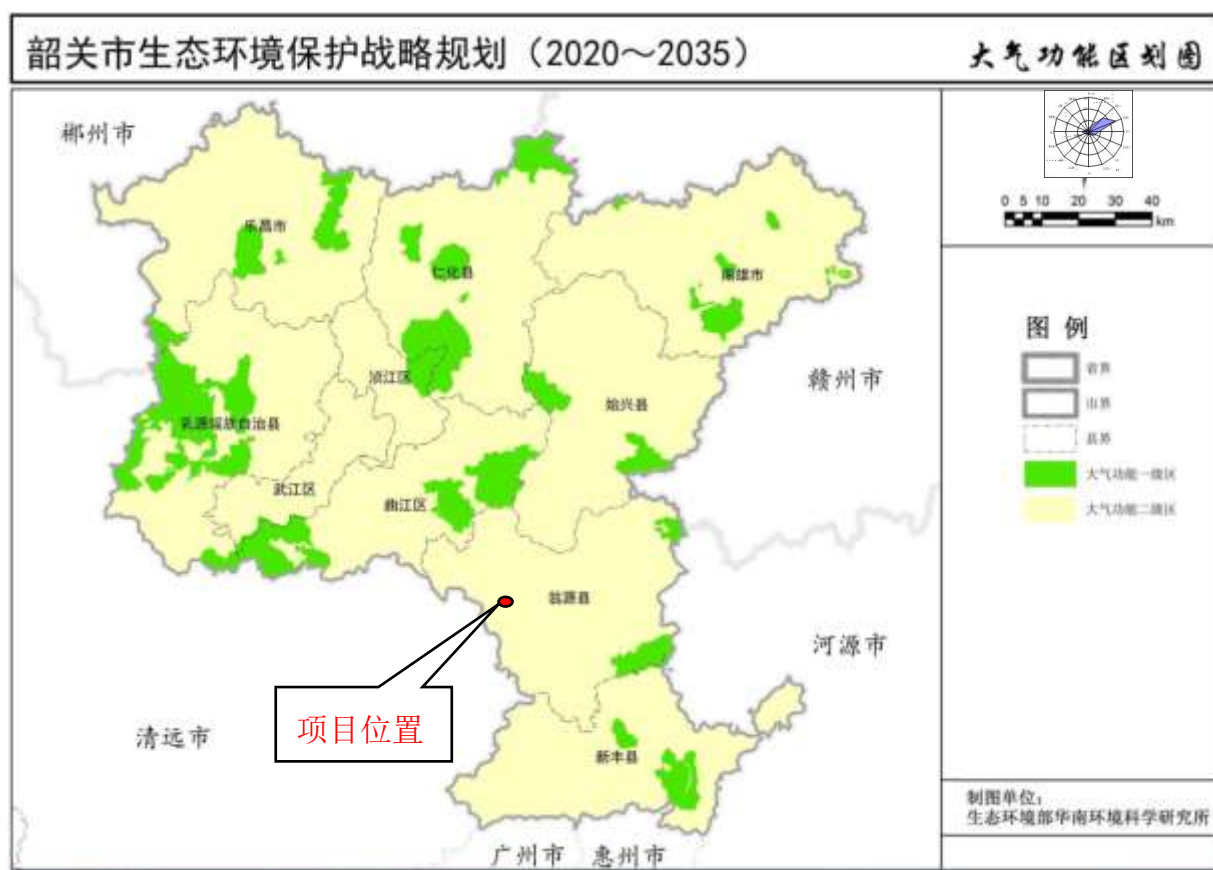 韶关市生态环境保护战略规划（2020～2035）
大气功能区划图
郴州市
乐昌市
仁化县
南雄市
0 5 10 20 30 40
km
图 例
省界
市界
县界
大气功能一级区
大气功能二级区
浈江区
始兴县
赣州市
乳源瑶族自治县
武江区
曲江区
翁源县
河源市
项目位置
清远市
新丰县
制图单位：
生态环境部华南环境科学研究所
广州市
惠州市